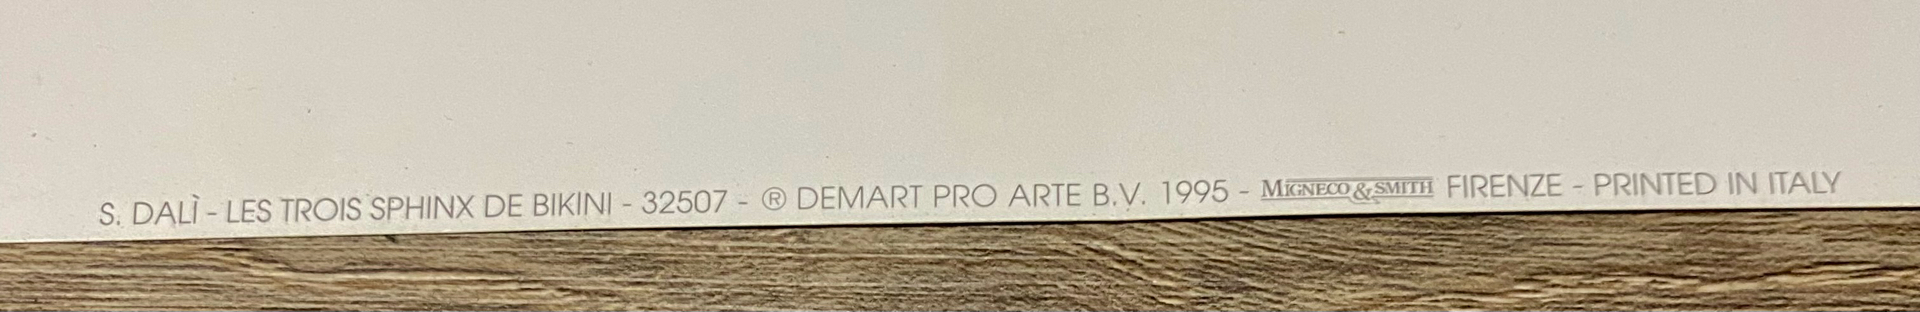 S. DALÌ - LES TROIS SPHINX DE BIKINI - 32507 - ® DEMART PRO ARTE B.V. 1995 - MIGNECO & SMITH FIRENZE - PRINTED IN ITALY